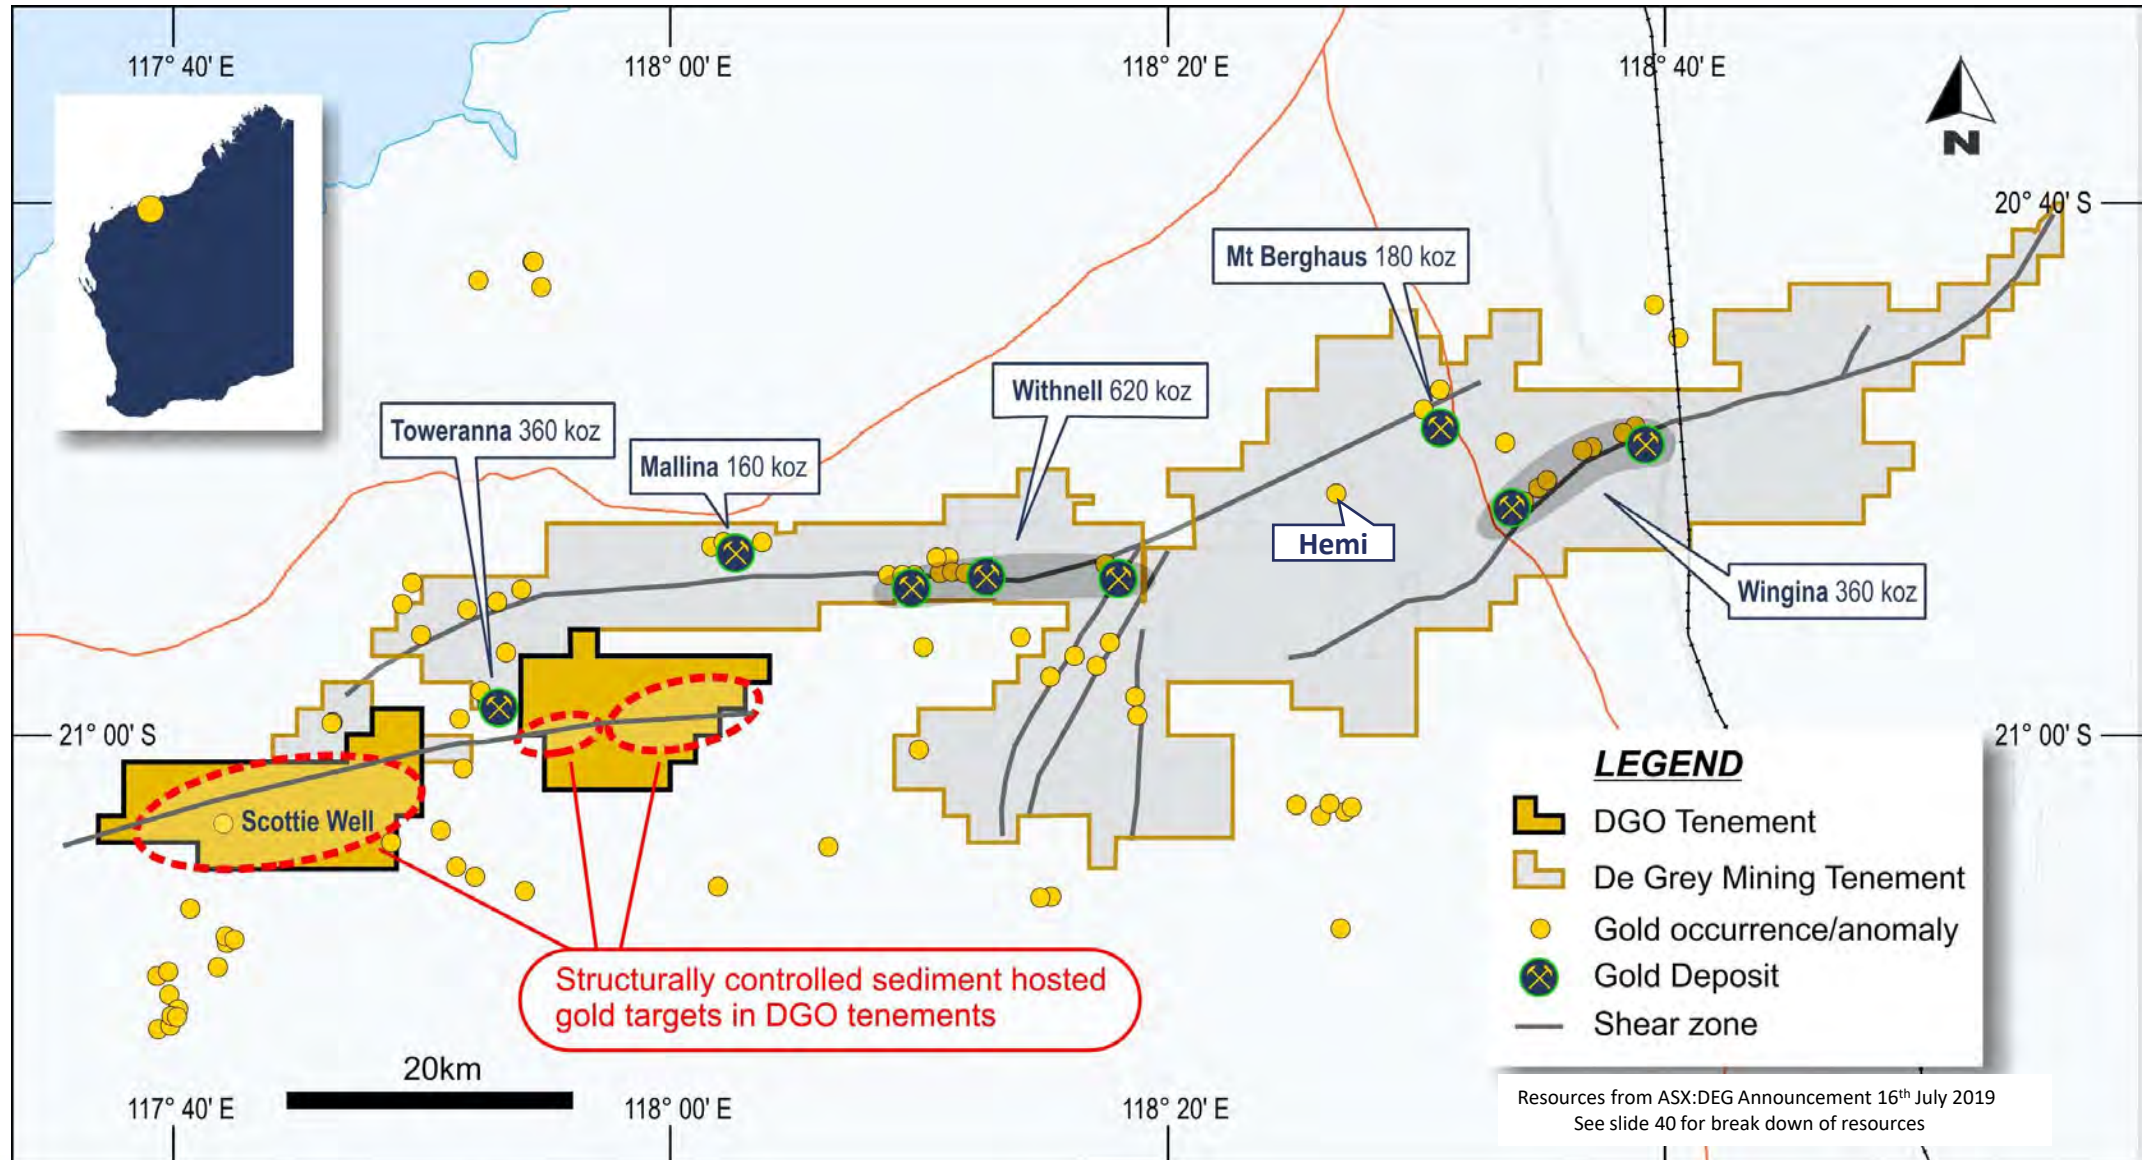 117° 40' E
118° 00' E
118° 20' E
118° 40' E
N
20° 40' S
Mt Berghaus 180 koz
Withnell 620 koz
Toweranna 360 koz
Mallina 160 koz
Hemi
Wingina 360 koz
21° 00' S
21° 00' S
Scottie Well
LEGEND
DGO Tenement
De Grey Mining Tenement
Gold occurrence/anomaly
Gold Deposit
Shear zone
Structurally controlled sediment hosted
gold targets in DGO tenements
20km
117° 40' E
118° 00' E
118° 20' E
Resources from ASX:DEG Announcement 16th July 2019
See slide 40 for break down of resources